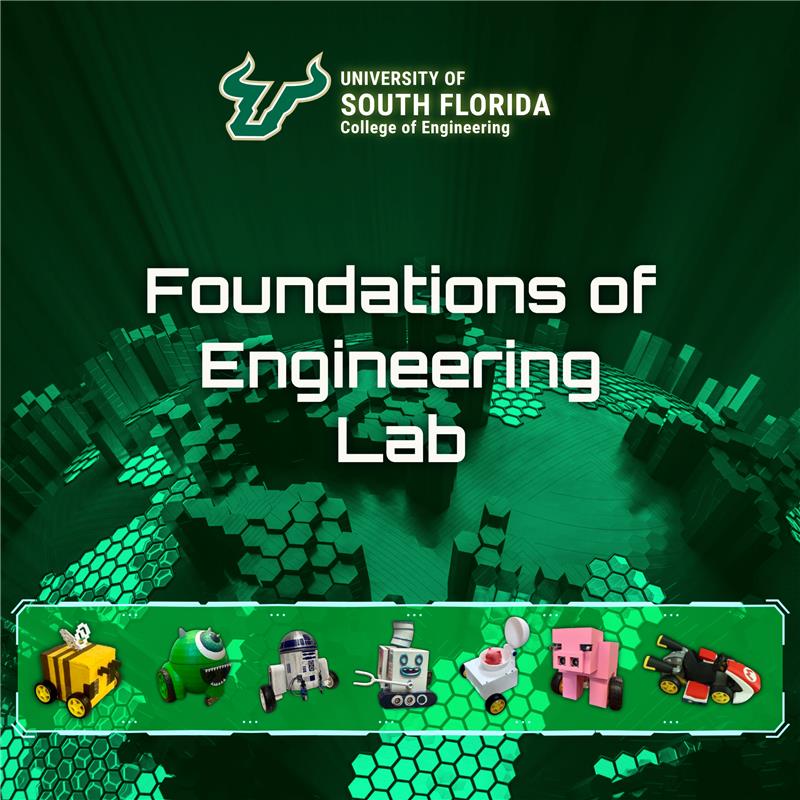 UNIVERSITY OF
SOUTH FLORIDA
College of Engineering
Foundations of
Engineering
Lab